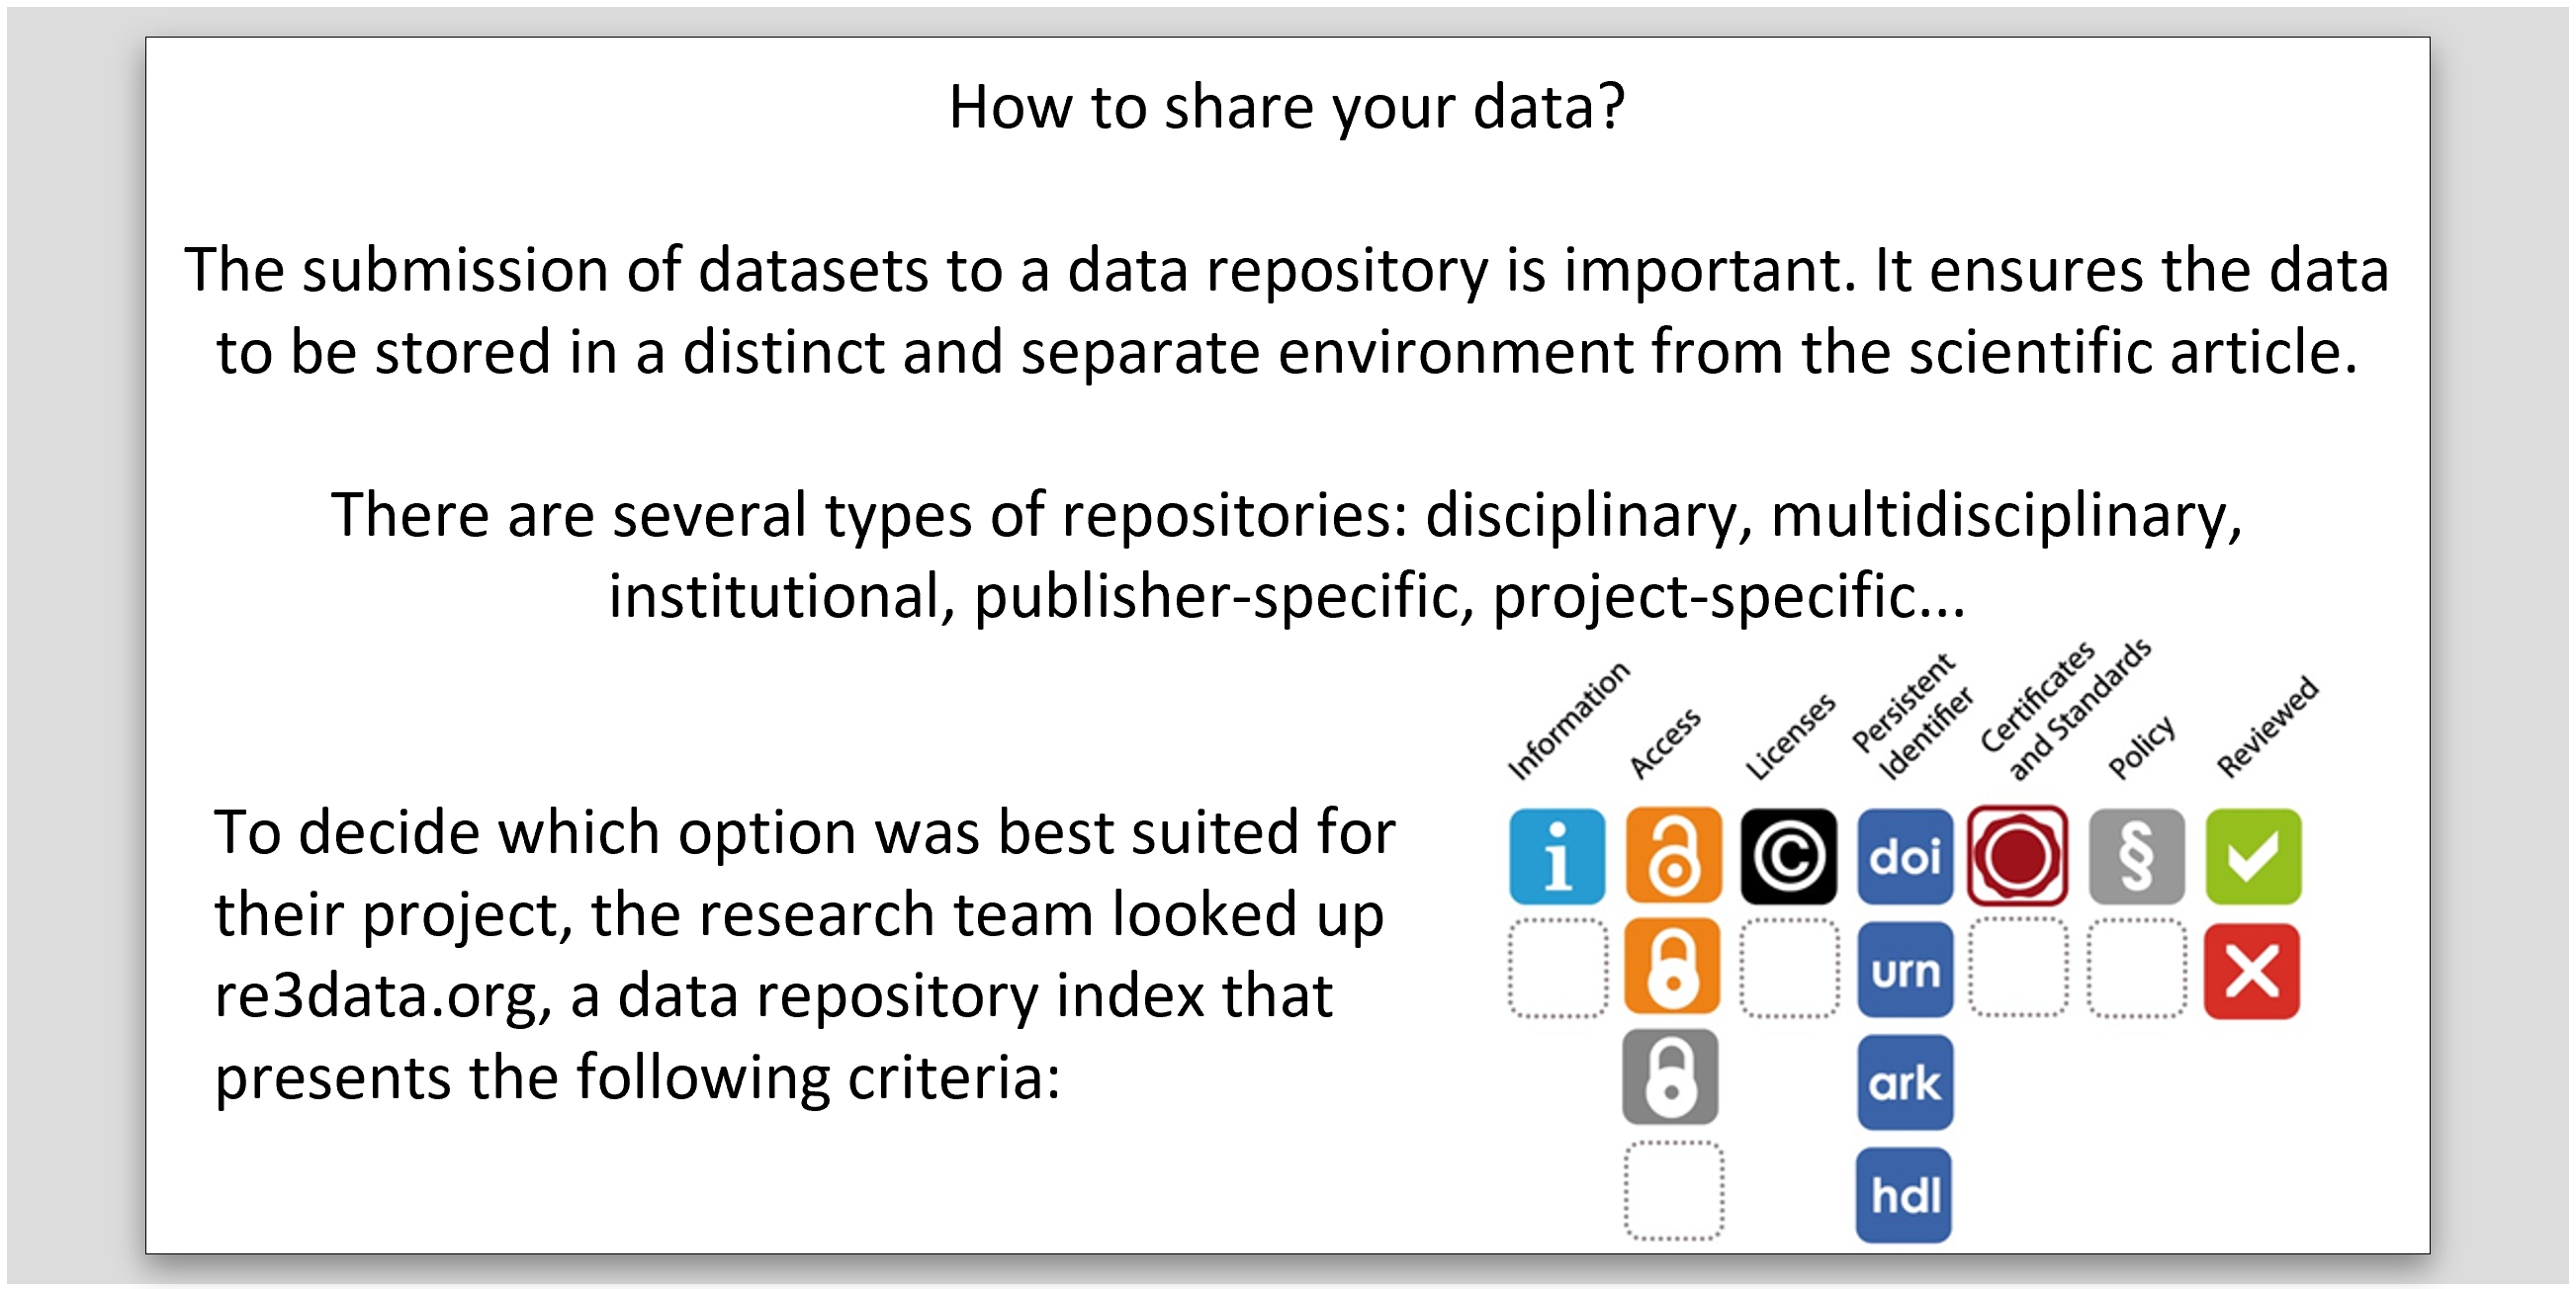 How to share your data?
The submission of datasets to a data repository is important. It ensures the data
to be stored in a distinct and separate environment from the scientific article.
There are several types of repositories: disciplinary, multidisciplinary,
institutional, publisher-specific, project-specific...
To decide which option was best suited for
their project, the research team looked up
re3data.org, a data repository index that
presents the following criteria:
Information
Access
Licenses
Persistent
Identifier
Certificates
and Standards
Policy
Reviewed
i
©
doi
§
urn
ark
hdl